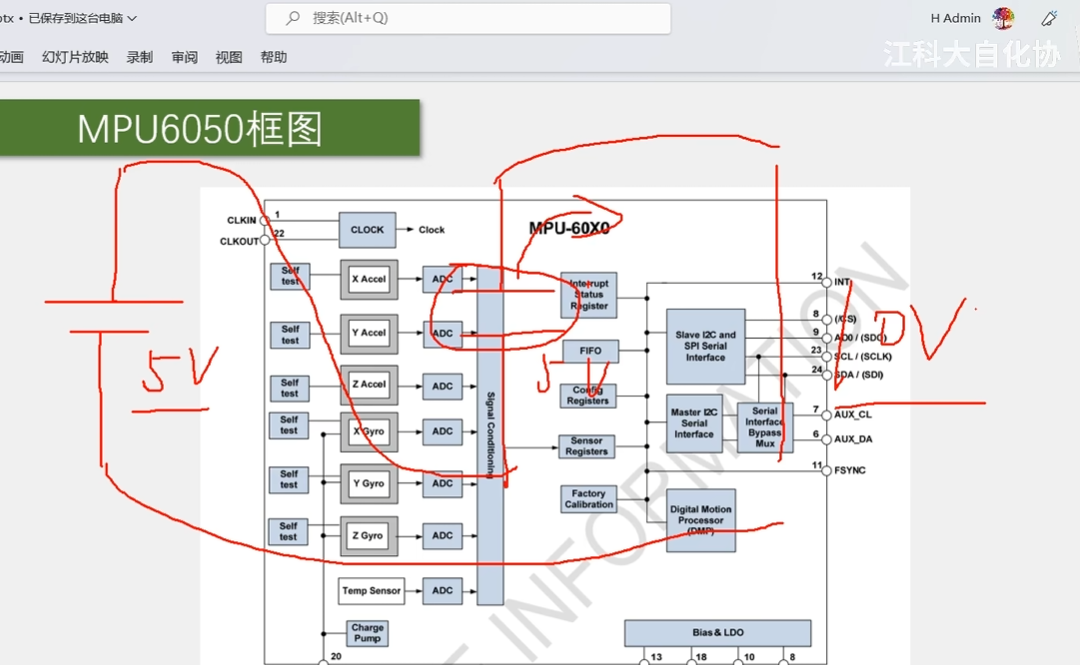 otx • 已保存到这台电脑
搜索(Alt+Q)
H Admin
动画 幻灯片放映 录制 审阅 视图 帮助
江科大自化协
MPU6050框图
CLKIN 1
CLKOUT 22
CLOCK
Clock
MPU-60X0
Self test
X Accel
ADC
Self test
Y Accel
ADC
Self test
Z Accel
ADC
Self test
X Gyro
ADC
Self test
Y Gyro
ADC
Self test
Z Gyro
ADC
Temp Sensor
ADC
Charge Pump
20
Signal Conditioning
Interrupt Status Register
FIFO
Config Registers
Sensor Registers
Factory Calibration
Slave I2C and SPI Serial Interface
Master I2C Serial Interface
Serial Interface Bypass Mux
Digital Motion Processor (DMP)
12 INT
8 (/CS)
9 AD0 / (SDO)
23 SCL / (SCLK)
24 SDA / (SDI)
7 AUX_CL
6 AUX_DA
11 FSYNC
Bias & LDO
13 18 10 8
INFORMATION
5V
5V
0V